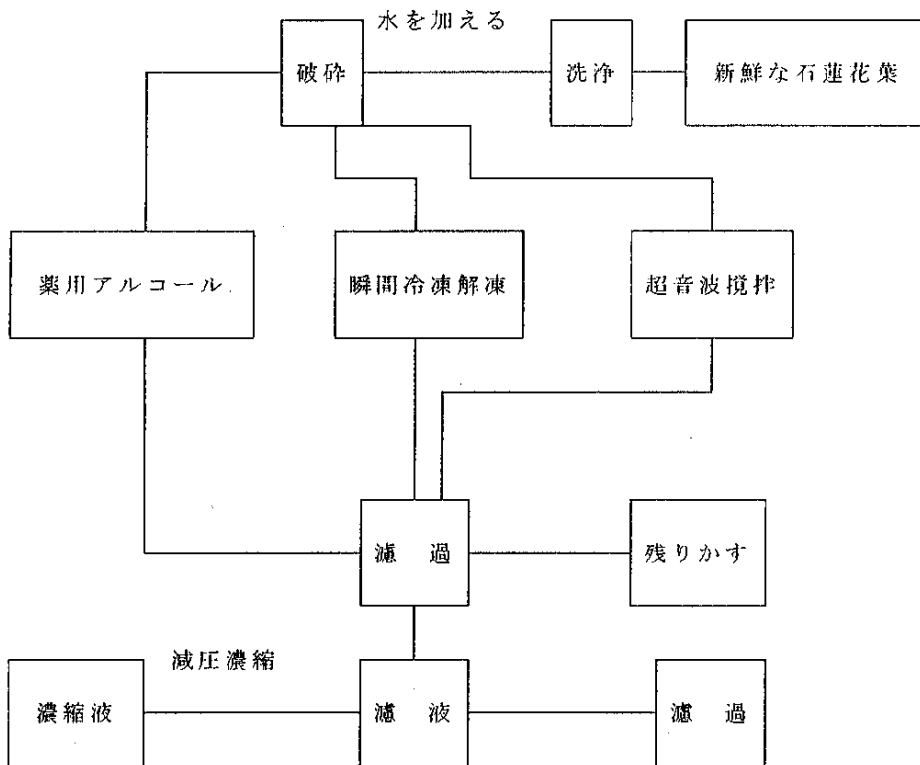 水を加える
破砕
洗浄
新鮮な石蓮花葉
薬用アルコール
瞬間冷凍解凍
超音波撹拌
濾 過
残りかす
減圧濃縮
濃縮液
濾 液
濾 過